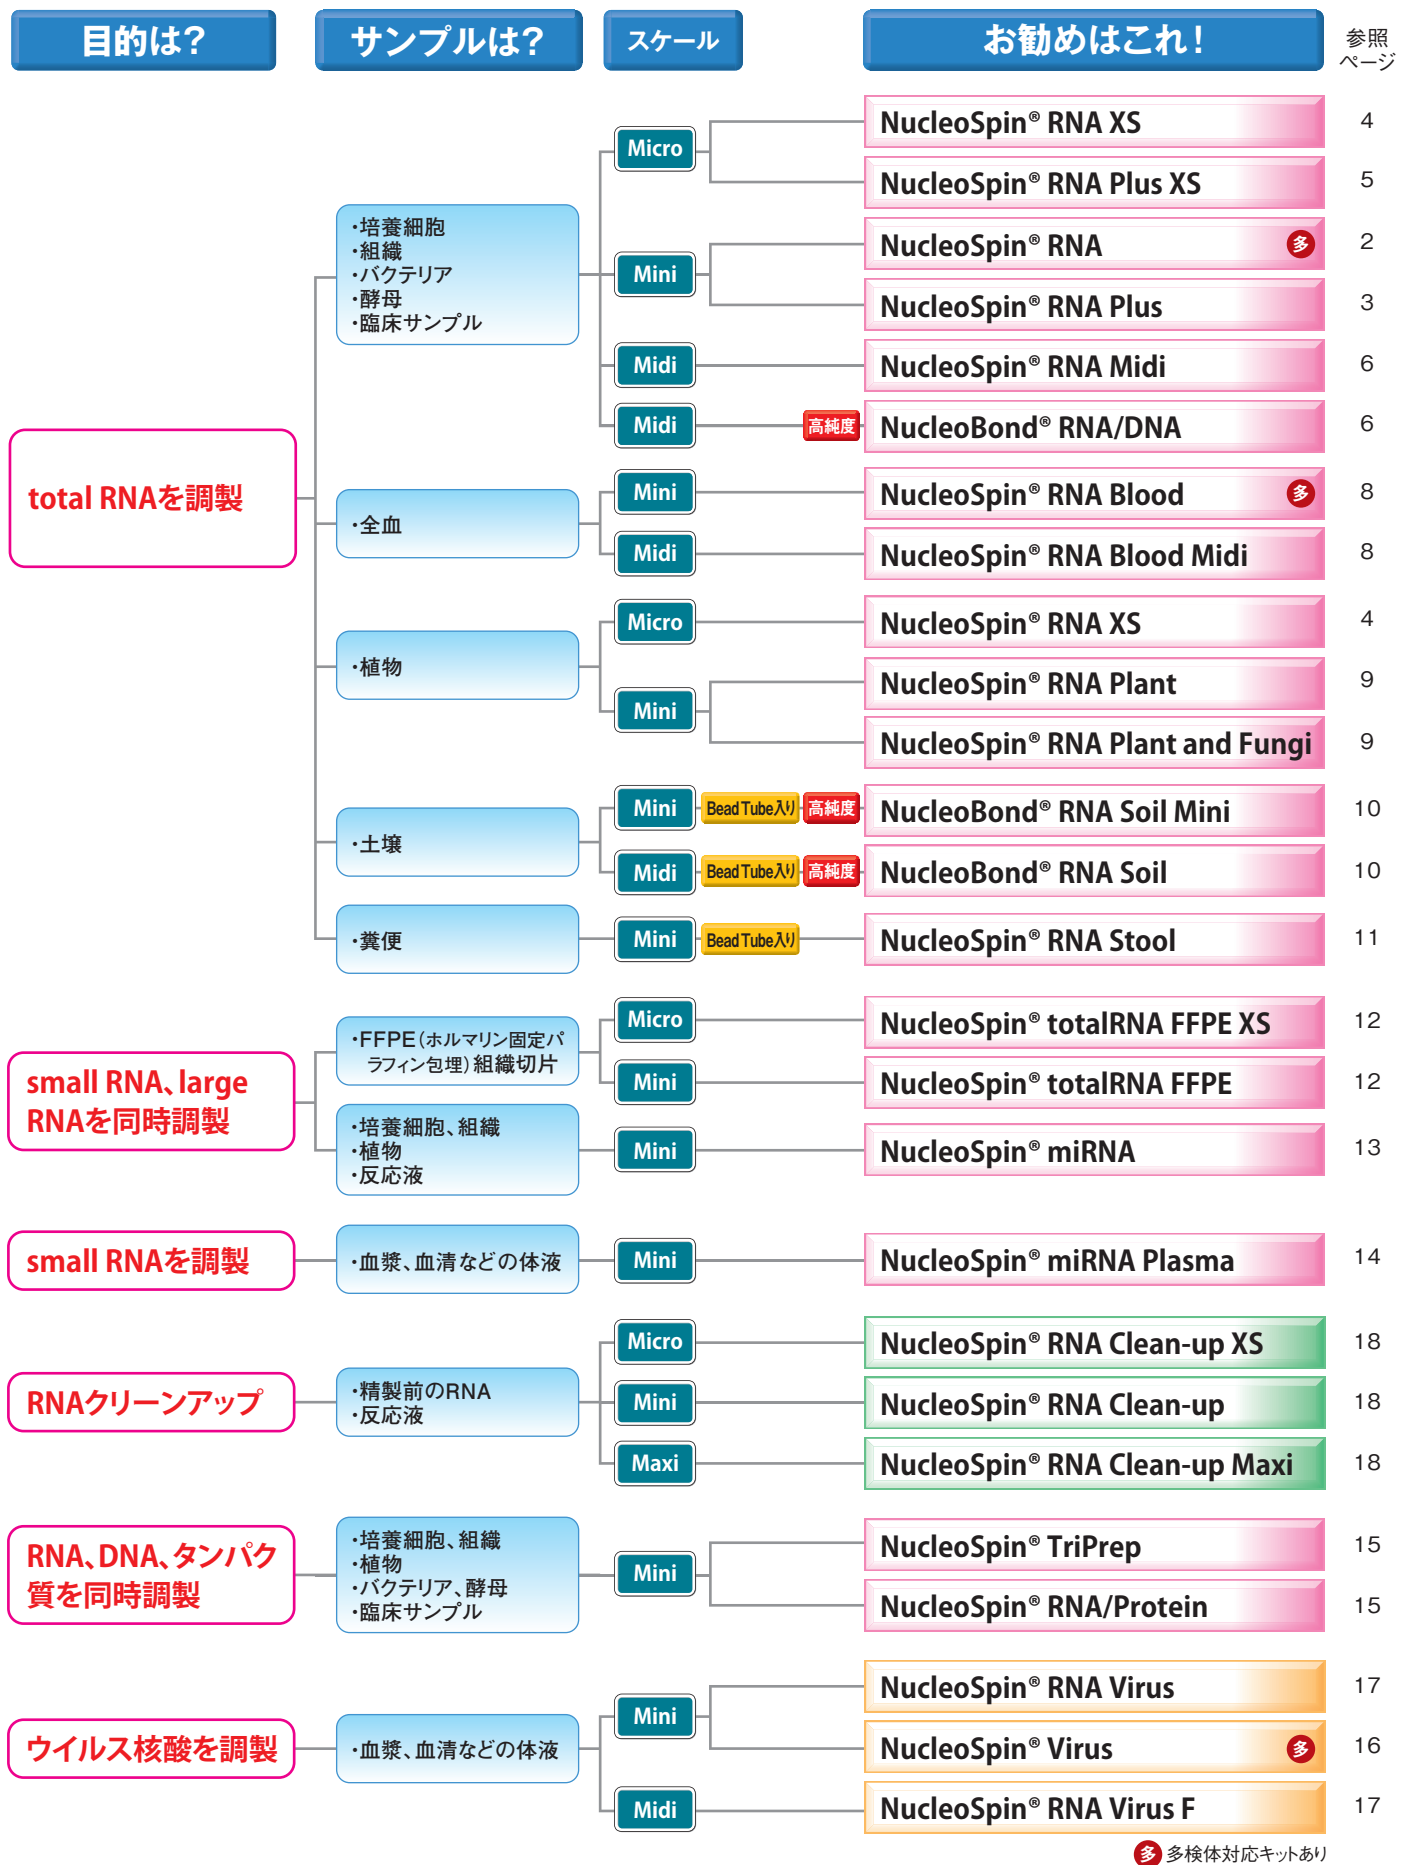 目的は?
サンプルは?
スケール
お勧めはこれ!
参照
ページ
total RNAを調製
・培養細胞
・組織
・バクテリア
・酵母
・臨床サンプル
Micro
NucleoSpin® RNA XS
4
NucleoSpin® RNA Plus XS
5
Mini
NucleoSpin® RNA
多
2
NucleoSpin® RNA Plus
3
Midi
NucleoSpin® RNA Midi
6
Midi
高純度
NucleoBond® RNA/DNA
6
・全血
Mini
NucleoSpin® RNA Blood
多
8
Midi
NucleoSpin® RNA Blood Midi
8
・植物
Micro
NucleoSpin® RNA XS
4
Mini
NucleoSpin® RNA Plant
9
NucleoSpin® RNA Plant and Fungi
9
・土壌
Mini
Bead Tube入り
高純度
NucleoBond® RNA Soil Mini
10
Midi
Bead Tube入り
高純度
NucleoBond® RNA Soil
10
・糞便
Mini
Bead Tube入り
NucleoSpin® RNA Stool
11
small RNA、large
RNAを同時調製
・FFPE(ホルマリン固定パ
ラフィン包埋)組織切片
Micro
NucleoSpin® totalRNA FFPE XS
12
Mini
NucleoSpin® totalRNA FFPE
12
・培養細胞、組織
・植物
・反応液
Mini
NucleoSpin® miRNA
13
small RNAを調製
・血漿、血清などの体液
Mini
NucleoSpin® miRNA Plasma
14
RNAクリーンアップ
・精製前のRNA
・反応液
Micro
NucleoSpin® RNA Clean-up XS
18
Mini
NucleoSpin® RNA Clean-up
18
Maxi
NucleoSpin® RNA Clean-up Maxi
18
RNA、DNA、タンパク
質を同時調製
・培養細胞、組織
・植物
・バクテリア、酵母
・臨床サンプル
Mini
NucleoSpin® TriPrep
15
NucleoSpin® RNA/Protein
15
ウイルス核酸を調製
・血漿、血清などの体液
Mini
NucleoSpin® RNA Virus
17
NucleoSpin® Virus
多
16
Midi
NucleoSpin® RNA Virus F
17
多 多検体対応キットあり